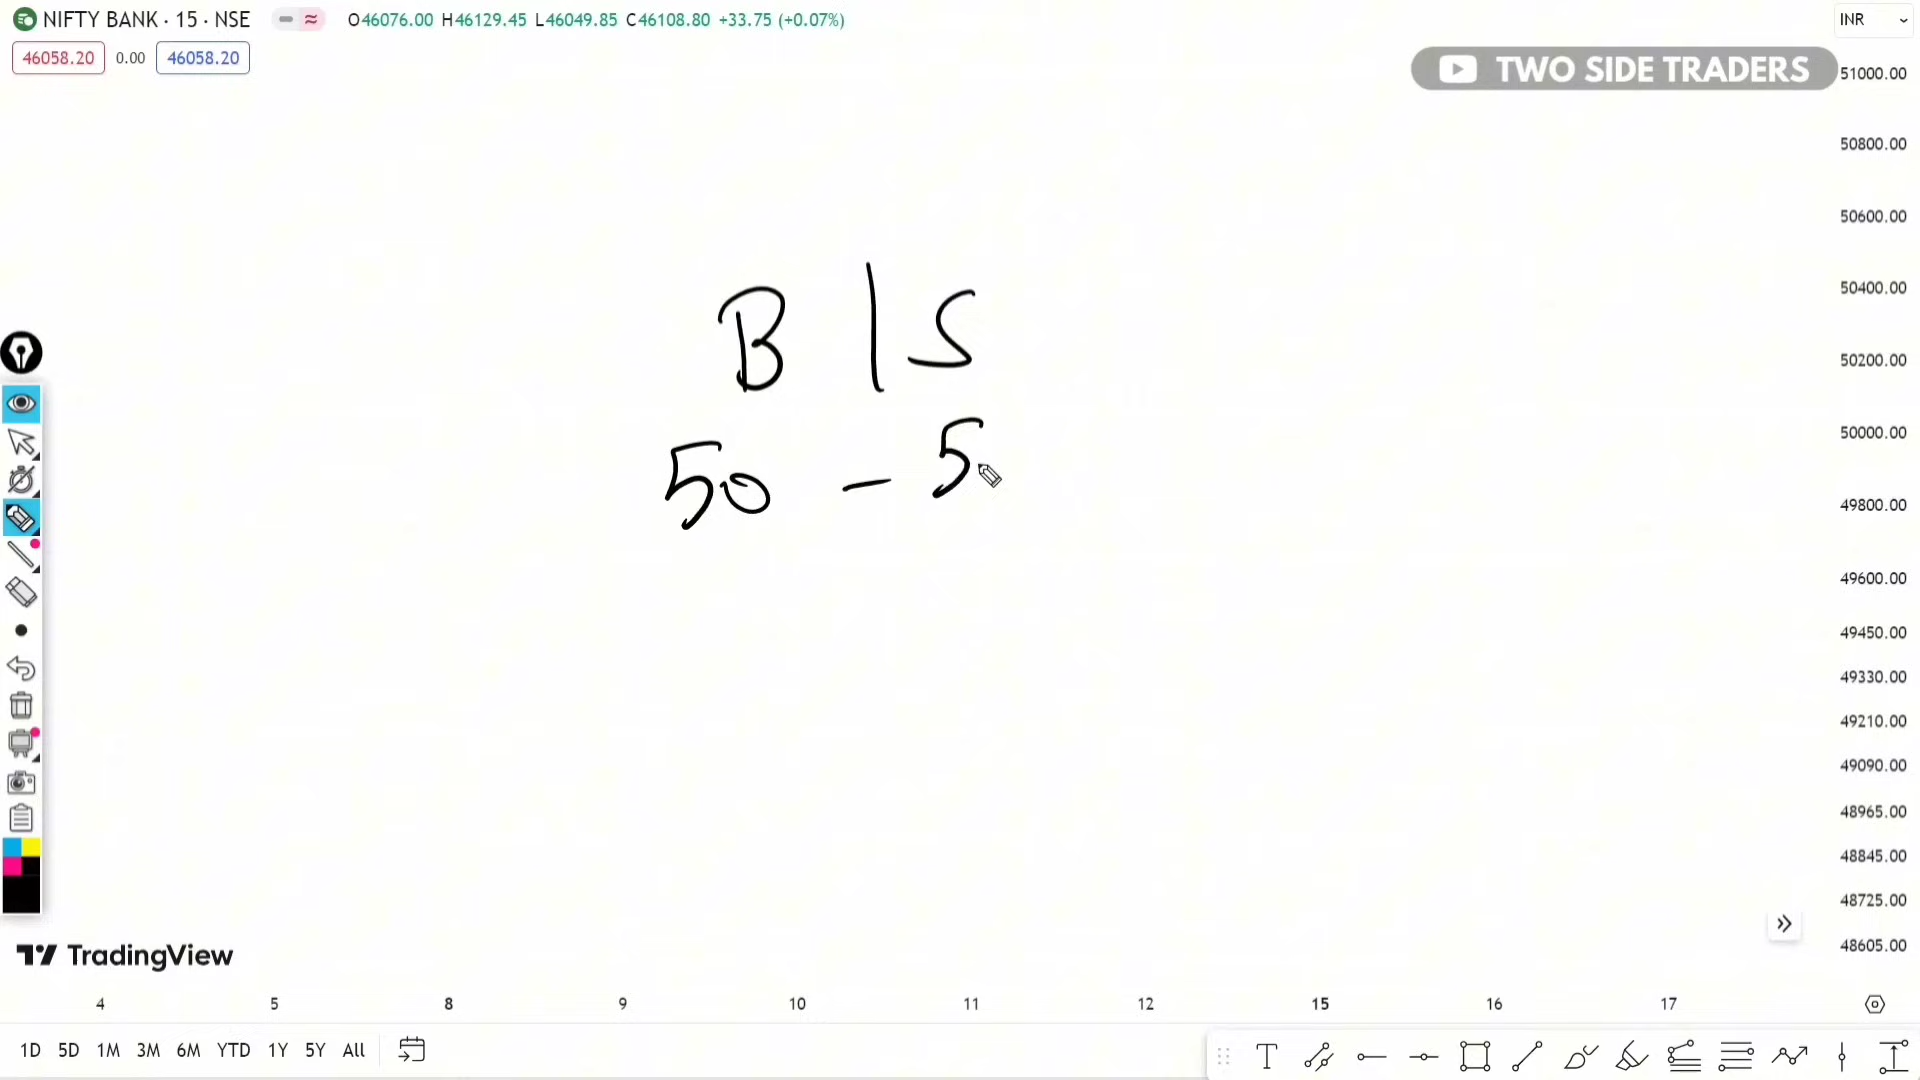 NIFTY BANK · 15 · NSE O46076.00 H46129.45 L46049.85 C46108.80 +33.75 (+0.07%)
INR
46058.20 0.00 46058.20
TWO SIDE TRADERS
51000.00
50800.00
50600.00
50400.00
50200.00
50000.00
49800.00
49600.00
49450.00
49330.00
49210.00
49090.00
48965.00
48845.00
48725.00
48605.00
B | S
50 – 5
TradingView
4 5 8 9 10 11 12 15 16 17
1D 5D 1M 3M 6M YTD 1Y 5Y All